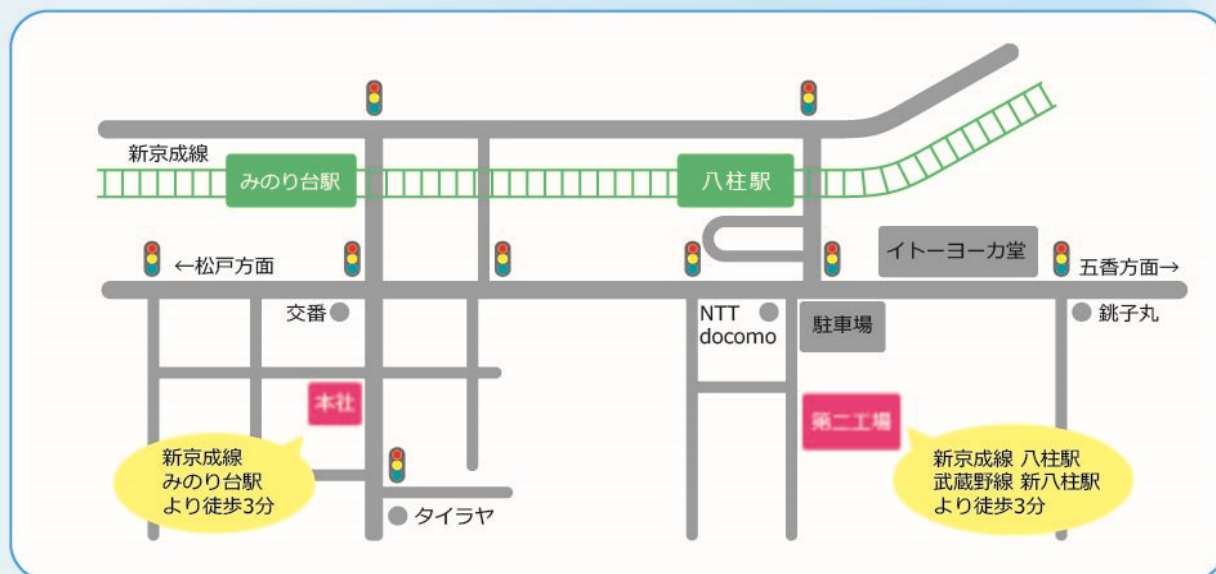 新京成線
みのり台駅
八柱駅
←松戸方面
イトーヨーカ堂
五香方面→
交番
NTT
docomo
駐車場
銚子丸
本社
第二工場
新京成線
みのり台駅
より徒歩3分
新京成線 八柱駅
武蔵野線 新八柱駅
より徒歩3分
タイラヤ